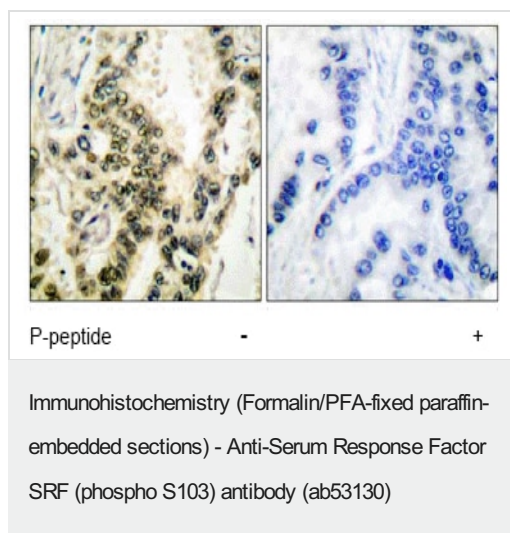 P-peptide - +
Immunohistochemistry (Formalin/PFA-fixed paraffin-
embedded sections) - Anti-Serum Response Factor
SRF (phospho S103) antibody (ab53130)